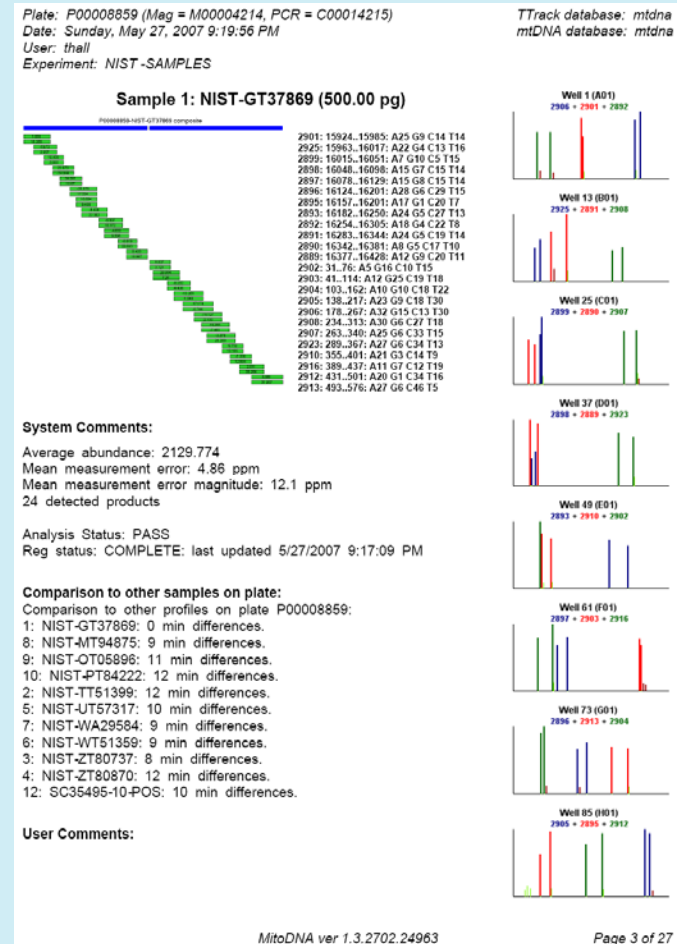 Plate: P00008859 (Mag = M00004214, PCR = C00014215)
Date: Sunday, May 27, 2007 9:19:56 PM
User: thall
Experiment: NIST -SAMPLES
TTrack database: mtdna
mtDNA database: mtdna
Sample 1: NIST-GT37869 (500.00 pg)
P00008859-NIST-GT37869 composite
2901: 15924..15985: A25 G9 C14 T14
2925: 15963..16017: A22 G4 C13 T16
2899: 16015..16051: A7 G10 C5 T15
2898: 16048..16098: A15 G7 C15 T14
2897: 16078..16129: A15 G8 C15 T14
2896: 16124..16201: A28 G6 C29 T15
2895: 16157..16201: A17 G1 C20 T7
2893: 16182..16250: A24 G5 C27 T13
2892: 16254..16305: A18 G4 C22 T8
2891: 16283..16344: A24 G5 C19 T14
2890: 16342..16381: A8 G5 C17 T10
2889: 16377..16428: A12 G9 C20 T11
2902: 31..76: A5 G16 C10 T15
2903: 41..114: A12 G25 C19 T18
2904: 103..162: A10 G10 C18 T22
2905: 138..217: A23 G9 C18 T30
2906: 178..267: A32 G15 C13 T30
2908: 234..313: A30 G6 C27 T18
2907: 263..340: A25 G6 C33 T15
2923: 289..367: A27 G6 C34 T13
2910: 355..401: A21 G3 C14 T9
2916: 389..437: A11 G7 C12 T19
2912: 431..501: A20 G1 C34 T16
2913: 493..576: A27 G6 C46 T5
System Comments:
Average abundance: 2129.774
Mean measurement error: 4.86 ppm
Mean measurement error magnitude: 12.1 ppm
24 detected products
Analysis Status: PASS
Reg status: COMPLETE: last updated 5/27/2007 9:17:09 PM
Comparison to other samples on plate:
Comparison to other profiles on plate P00008859:
1: NIST-GT37869: 0 min differences.
8: NIST-MT94875: 9 min differences.
9: NIST-OT05896: 11 min differences.
10: NIST-PT84222: 12 min differences.
2: NIST-TT51399: 12 min differences.
5: NIST-UT57317: 10 min differences.
7: NIST-WA29584: 9 min differences.
6: NIST-WT51359: 9 min differences.
3: NIST-ZT80737: 8 min differences.
4: NIST-ZT80870: 12 min differences.
12: SC35495-10-POS: 10 min differences.
User Comments:
Well 1 (A01)
2906 + 2901 + 2892
Well 13 (B01)
2925 + 2891 + 2908
Well 25 (C01)
2899 + 2890 + 2907
Well 37 (D01)
2898 + 2889 + 2923
Well 49 (E01)
2893 + 2910 + 2902
Well 61 (F01)
2897 + 2903 + 2916
Well 73 (G01)
2896 + 2913 + 2904
Well 85 (H01)
2905 + 2895 + 2912
MitoDNA ver 1.3.2702.24963
Page 3 of 27